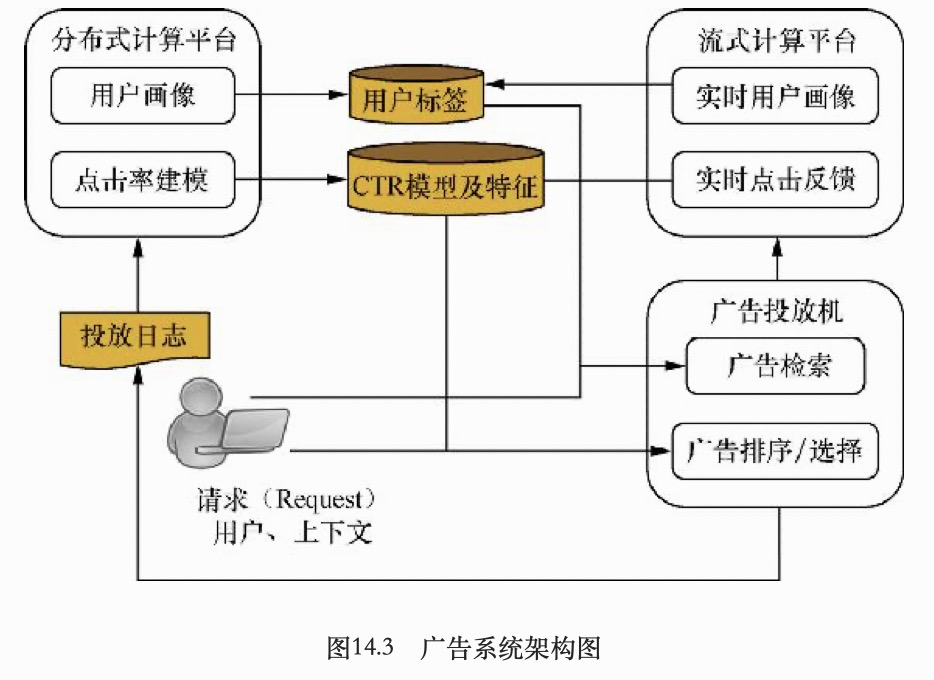 分布式计算平台
用户画像
点击率建模
用户标签
CTR模型及特征
流式计算平台
实时用户画像
实时点击反馈
投放日志
广告投放机
广告检索
广告排序/选择
请求（Request）
用户、上下文
图14.3 广告系统架构图